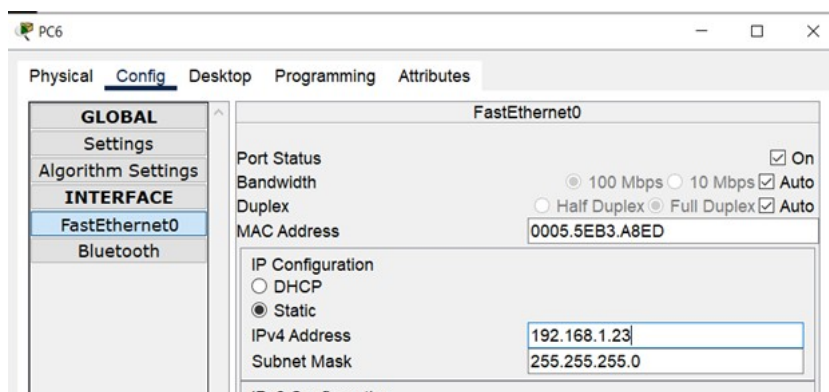 PC6
Physical Config Desktop Programming Attributes
GLOBAL
Settings
Algorithm Settings
INTERFACE
FastEthernet0
Bluetooth
FastEthernet0
Port Status On
Bandwidth 100 Mbps 10 Mbps Auto
Duplex Half Duplex Full Duplex Auto
MAC Address 0005.5EB3.A8ED
IP Configuration
DHCP
Static
IPv4 Address 192.168.1.23
Subnet Mask 255.255.255.0